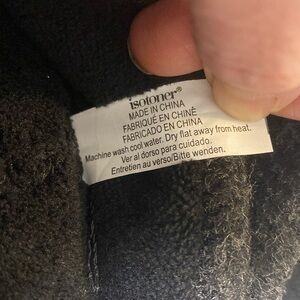 isotoner®
MADE IN CHINA
FABRIQUÉ EN CHINE
FABRICADO EN CHINA
Machine wash cool water. Dry flat away from heat.
Ver al dorso para cuidado.
Entretien au verso/Bitte wenden.